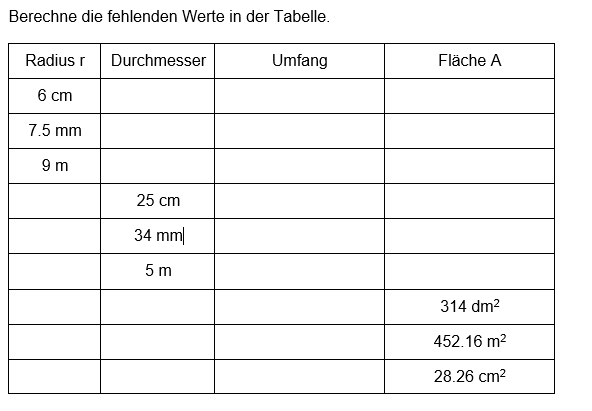 Berechne die fehlenden Werte in der Tabelle.
Radius r Durchmesser Umfang Fläche A
6 cm
7.5 mm
9 m
25 cm
34 mm
5 m
314 dm²
452.16 m²
28.26 cm²